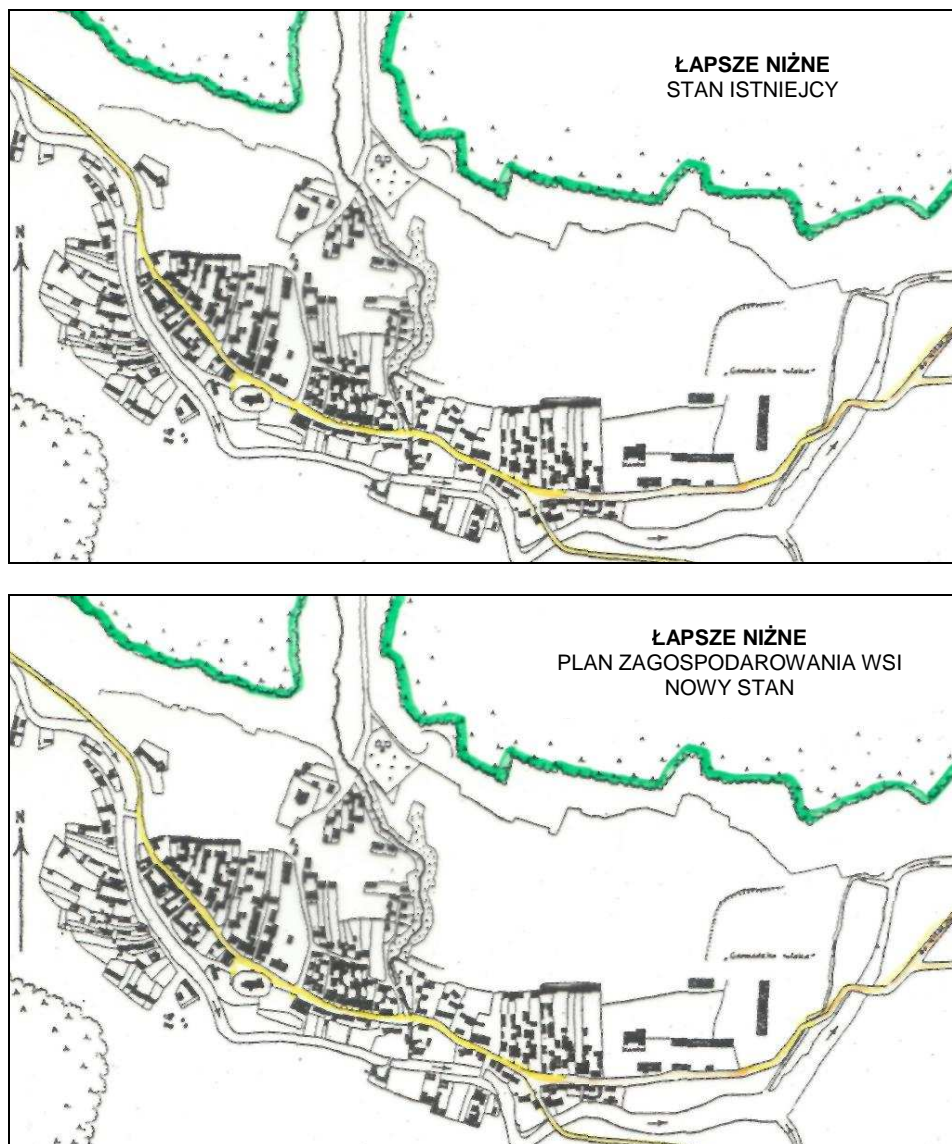 ŁAPSZE NIŻNE
STAN ISTNIEJCY
N
ŁAPSZE NIŻNE
PLAN ZAGOSPODAROWANIA WSI
NOWY STAN
N